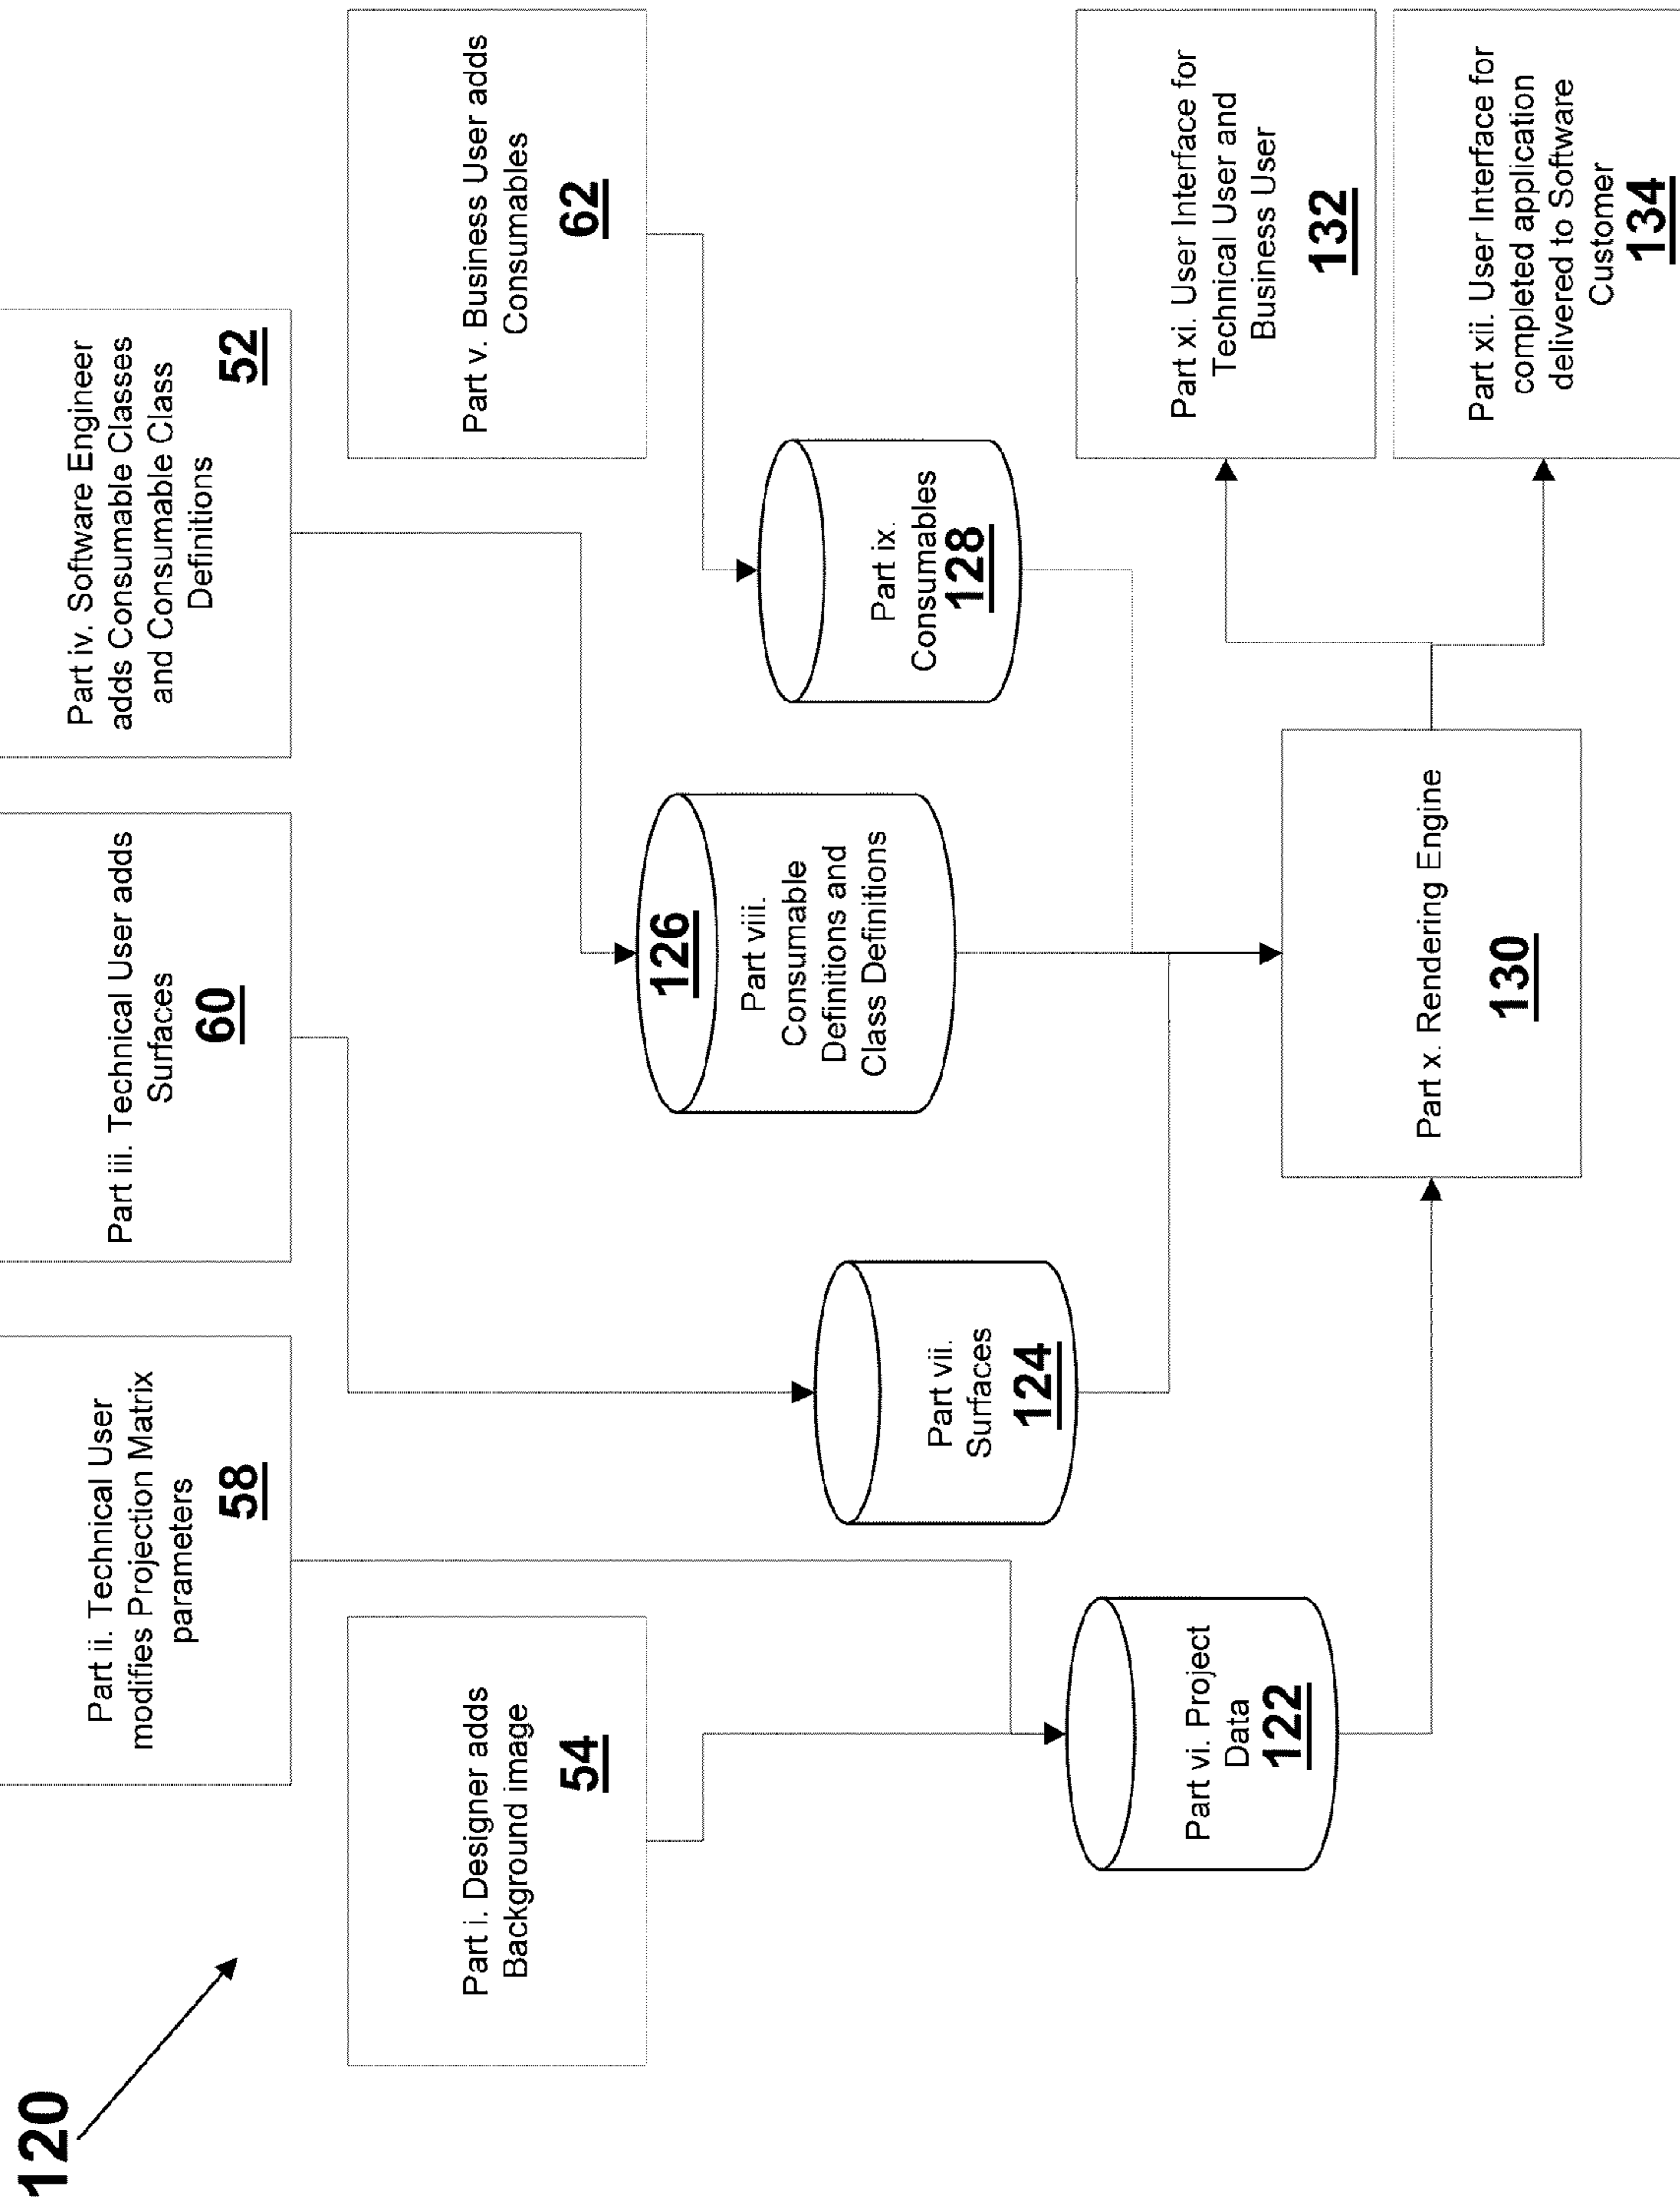 120
Part ii. Technical User
modifies Projection Matrix
parameters
58
Part iii. Technical User adds
Surfaces
60
Part iv. Software Engineer
adds Consumable Classes
and Consumable Class
Definitions
52
Part i. Designer adds
Background image
54
Part v. Business User adds
Consumables
62
126
Part viii.
Consumable
Definitions and
Class Definitions
Part ix.
Consumables
128
Part vii.
Surfaces
124
Part vi. Project
Data
122
Part x. Rendering Engine
130
Part xi. User Interface for
Technical User and
Business User
132
Part xii. User Interface for
completed application
delivered to Software
Customer
134